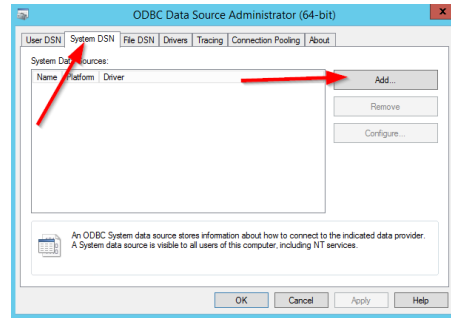 ODBC Data Source Administrator (64-bit)
User DSN System DSN File DSN Drivers Tracing Connection Pooling About
System Data Sources:
Name Platform Driver
Add...
Remove
Configure...
An ODBC System data source stores information about how to connect to the indicated data provider.
A System data source is visible to all users of this computer, including NT services.
OK Cancel Apply Help